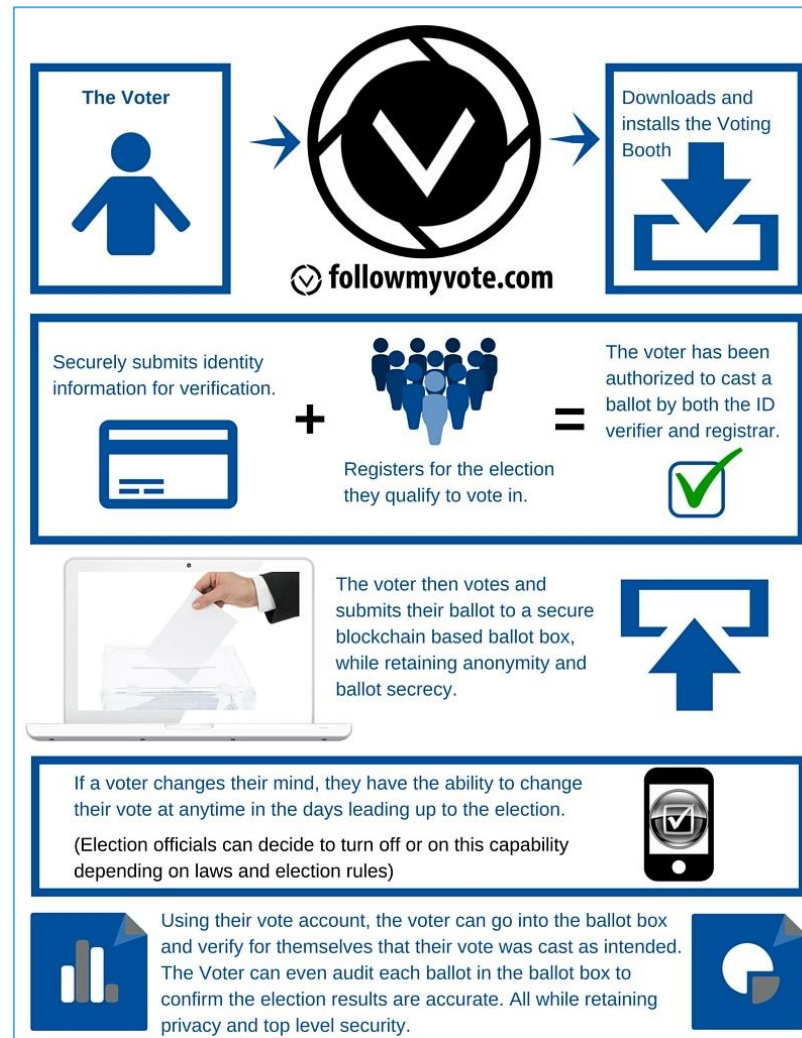 The Voter
followmyvote.com
Downloads and
installs the Voting
Booth
Securely submits identity
information for verification.
+
Registers for the election
they qualify to vote in.
=
The voter has been
authorized to cast a
ballot by both the ID
verifier and registrar.
The voter then votes and
submits their ballot to a secure
blockchain based ballot box,
while retaining anonymity and
ballot secrecy.
If a voter changes their mind, they have the ability to change
their vote at anytime in the days leading up to the election.
(Election officials can decide to turn off or on this capability
depending on laws and election rules)
Using their vote account, the voter can go into the ballot box
and verify for themselves that their vote was cast as intended.
The Voter can even audit each ballot in the ballot box to
confirm the election results are accurate. All while retaining
privacy and top level security.